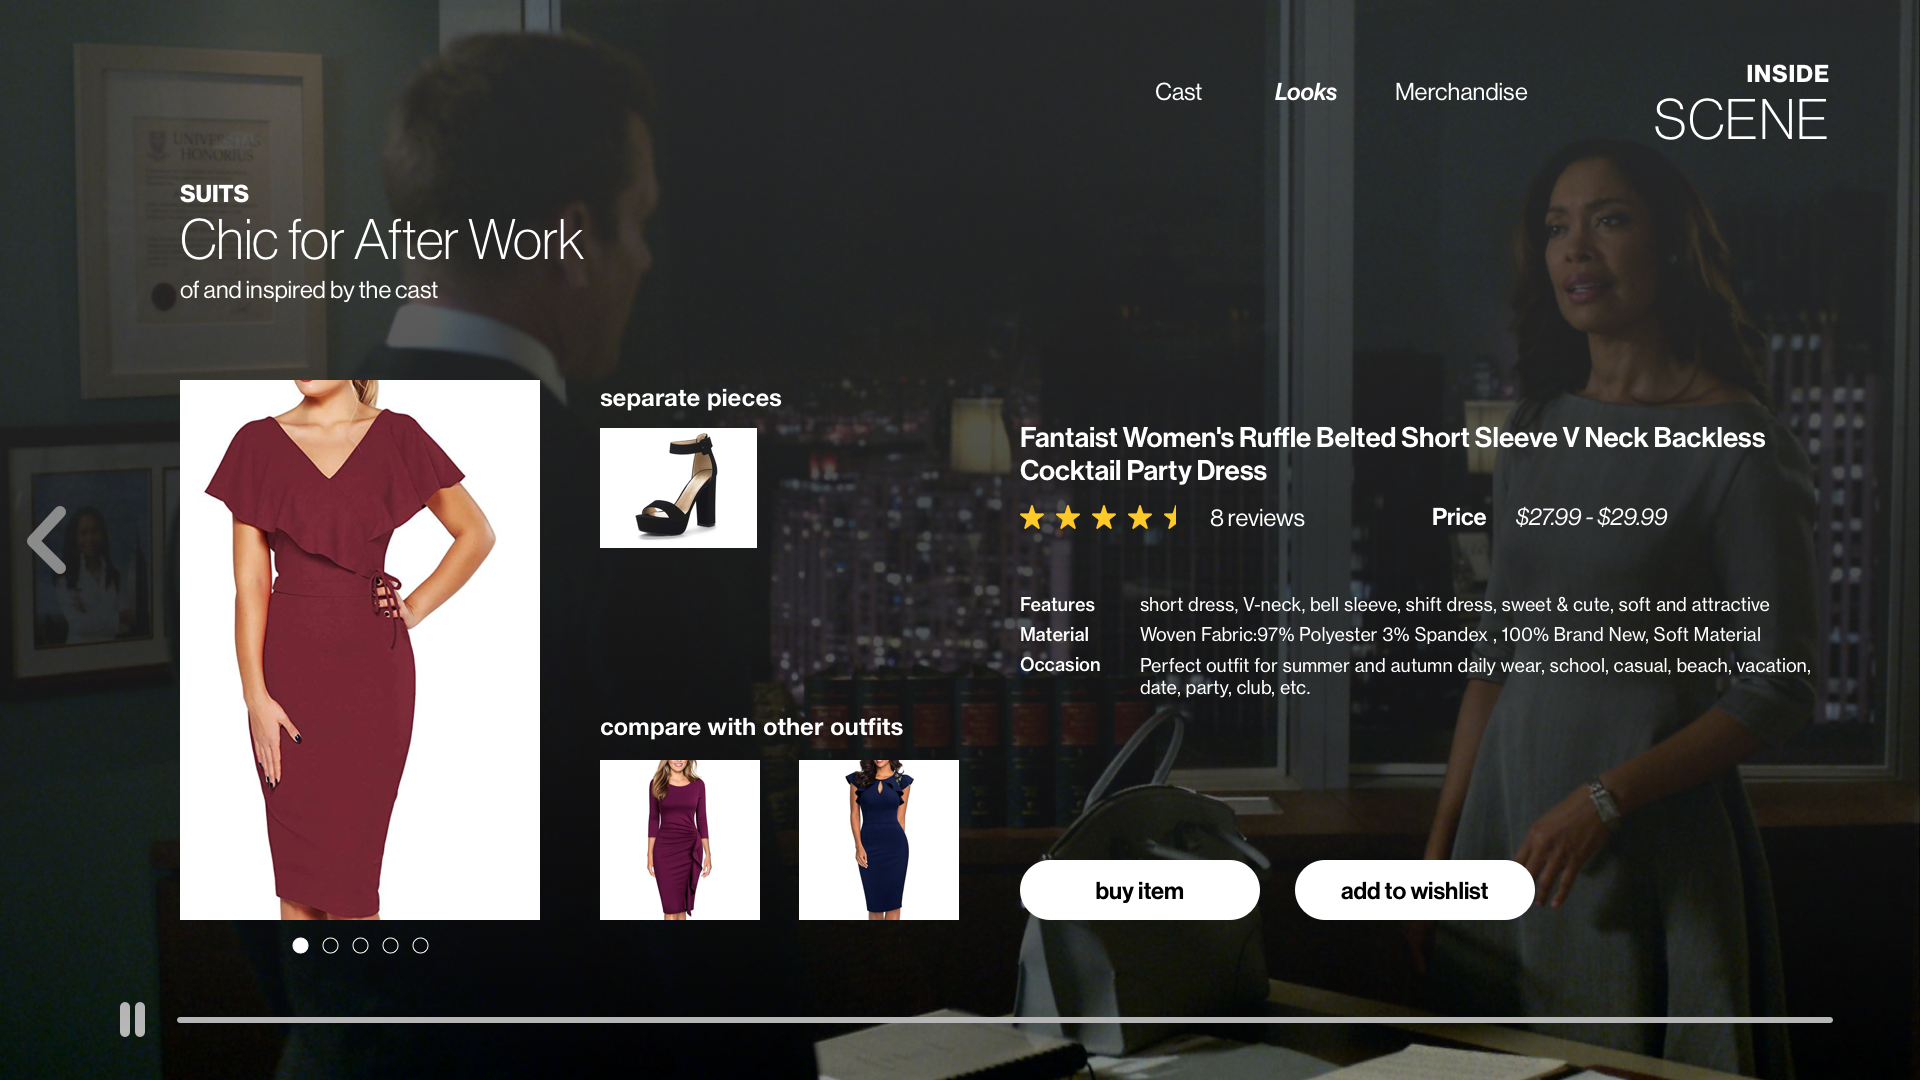 INSIDE
SCENE
Cast
Looks
Merchandise
UNIVERSITAS
HONORIUS
SUITS
Chic for After Work
of and inspired by the cast
separate pieces
Fantaist Women's Ruffle Belted Short Sleeve V Neck Backless
Cocktail Party Dress
8 reviews
Price $27.99 - $29.99
Features short dress, V-neck, bell sleeve, shift dress, sweet & cute, soft and attractive
Material Woven Fabric:97% Polyester 3% Spandex , 100% Brand New, Soft Material
Occasion Perfect outfit for summer and autumn daily wear, school, casual, beach, vacation,
date, party, club, etc.
compare with other outfits
buy item
add to wishlist